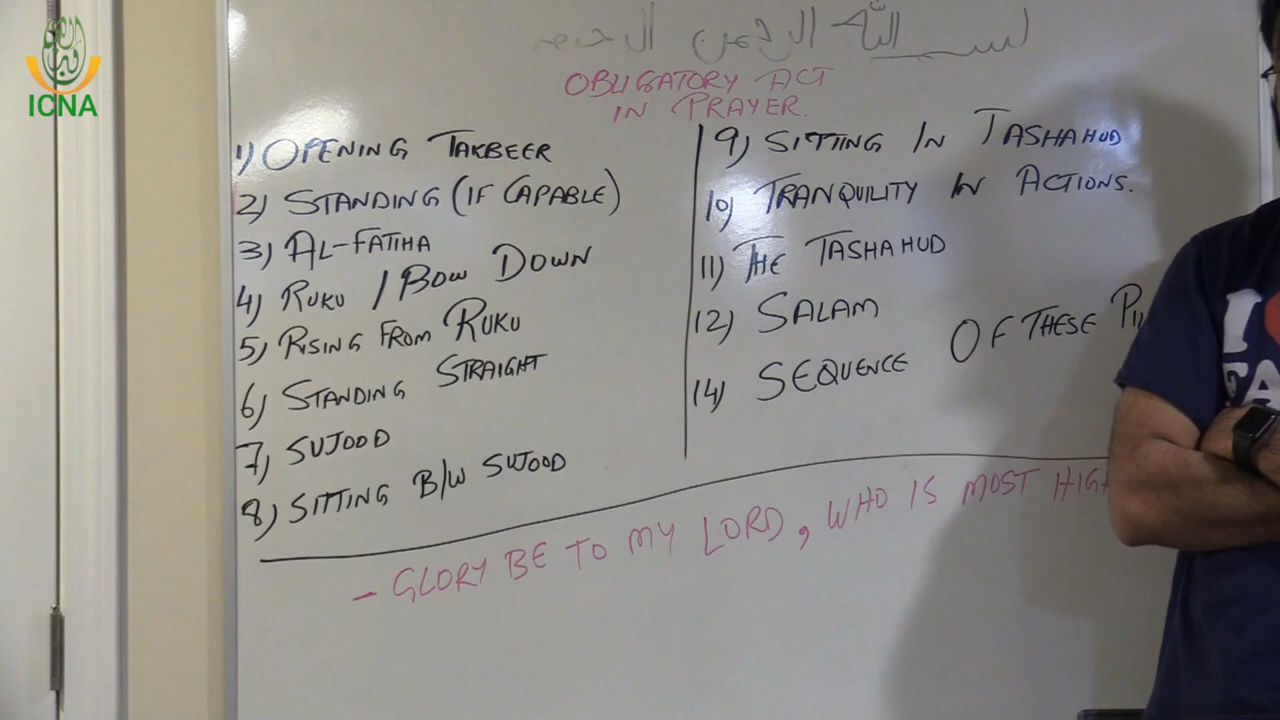 ICNA
بسم الله الرحمن الرحيم
OBLIGATORY ACT
IN PRAYER.
1) OPENING TAKBEER
2) STANDING (IF CAPABLE)
3) AL-FATIHA
4) RUKU / BOW DOWN
5) RISING FROM RUKU
6) STANDING STRAIGHT
7) SUJOOD
8) SITTING B/W SUJOOD
9) SITTING IN TASHAHUD
10) TRANQUILITY IN ACTIONS.
11) THE TASHAHUD
12) SALAM
14) SEQUENCE OF THESE
- GLORY BE TO MY LORD, WHO IS MOST HIGH
I